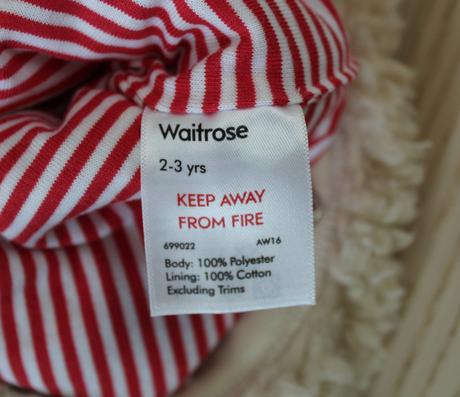 Waitrose
2-3 yrs
KEEP AWAY
FROM FIRE
699022 AW16
Body: 100% Polyester
Lining: 100% Cotton
Excluding Trims